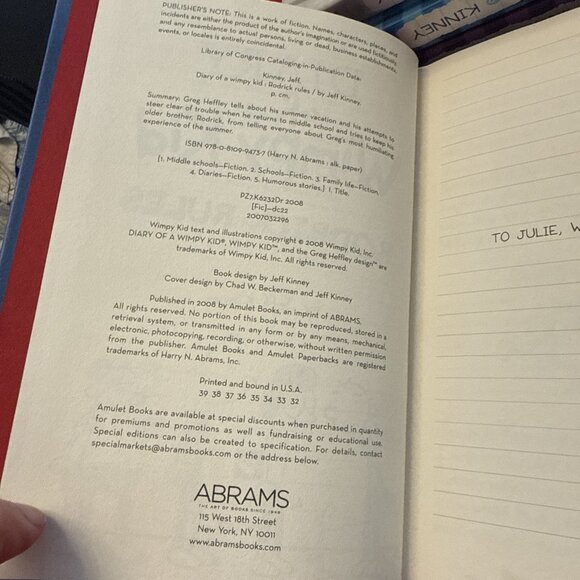 KINNEY
PUBLISHER'S NOTE: This is a work of fiction. Names, characters, places, and
incidents are either the product of the author's imagination or are used fictitiously,
and any resemblance to actual persons, living or dead, business establishments,
events, or locales is entirely coincidental.
Library of Congress Cataloging-in-Publication Data:
Kinney, Jeff.
Diary of a wimpy kid : Rodrick rules / by Jeff Kinney.
p. cm.
Summary: Greg Heffley tells about his summer vacation and his attempts to
steer clear of trouble when he returns to middle school and tries to keep his
older brother, Rodrick, from telling everyone about Greg's most humiliating
experience of the summer.
ISBN 978-0-8109-9473-7 (Harry N. Abrams : alk. paper)
[1. Middle schools—Fiction. 2. Schools—Fiction. 3. Family life—Fiction.
4. Diaries—Fiction. 5. Humorous stories.] I. Title.
PZ7.K6232Dr 2008
[Fic]—dc22
2007032296
Wimpy Kid text and illustrations copyright © 2008 Wimpy Kid, Inc.
DIARY OF A WIMPY KID®, WIMPY KID™, and the Greg Heffley design™ are
trademarks of Wimpy Kid, Inc. All rights reserved.
Book design by Jeff Kinney
Cover design by Chad W. Beckerman and Jeff Kinney
Published in 2008 by Amulet Books, an imprint of ABRAMS.
All rights reserved. No portion of this book may be reproduced, stored in a
retrieval system, or transmitted in any form or by any means, mechanical,
electronic, photocopying, recording, or otherwise, without written permission
from the publisher. Amulet Books and Amulet Paperbacks are registered
trademarks of Harry N. Abrams, Inc.
Printed and bound in U.S.A.
39 38 37 36 35 34 33 32
Amulet Books are available at special discounts when purchased in quantity
for premiums and promotions as well as fundraising or educational use.
Special editions can also be created to specification. For details, contact
specialmarkets@abramsbooks.com or the address below.
ABRAMS
THE ART OF BOOKS SINCE 1949
115 West 18th Street
New York, NY 10011
www.abramsbooks.com
TO JULIE, W